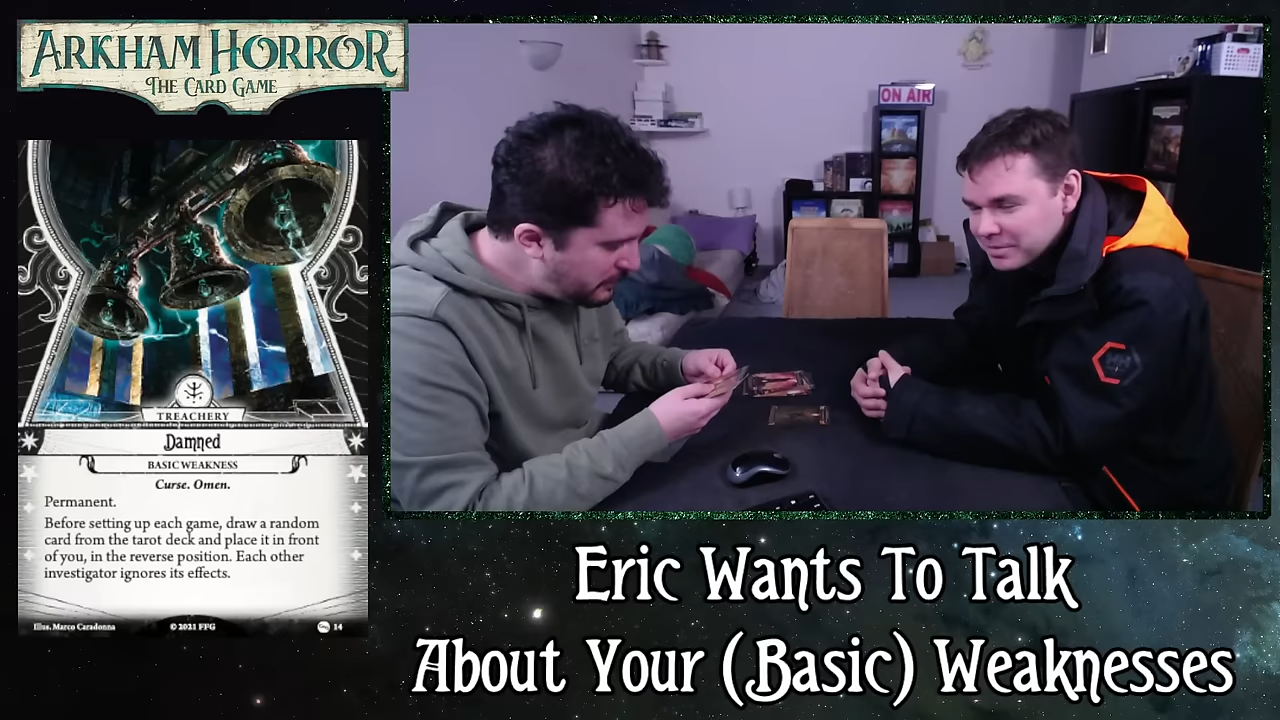 ARKHAM HORROR
THE CARD GAME
ON AIR
TREACHERY
Damned
BASIC WEAKNESS
Curse. Omen.
Permanent.
Before setting up each game, draw a random
card from the tarot deck and place it in front
of you, in the reverse position. Each other
investigator ignores its effects.
Illus. Marco Caradonna
© 2021 FFG
14
Eric Wants To Talk
About Your (Basic) Weaknesses